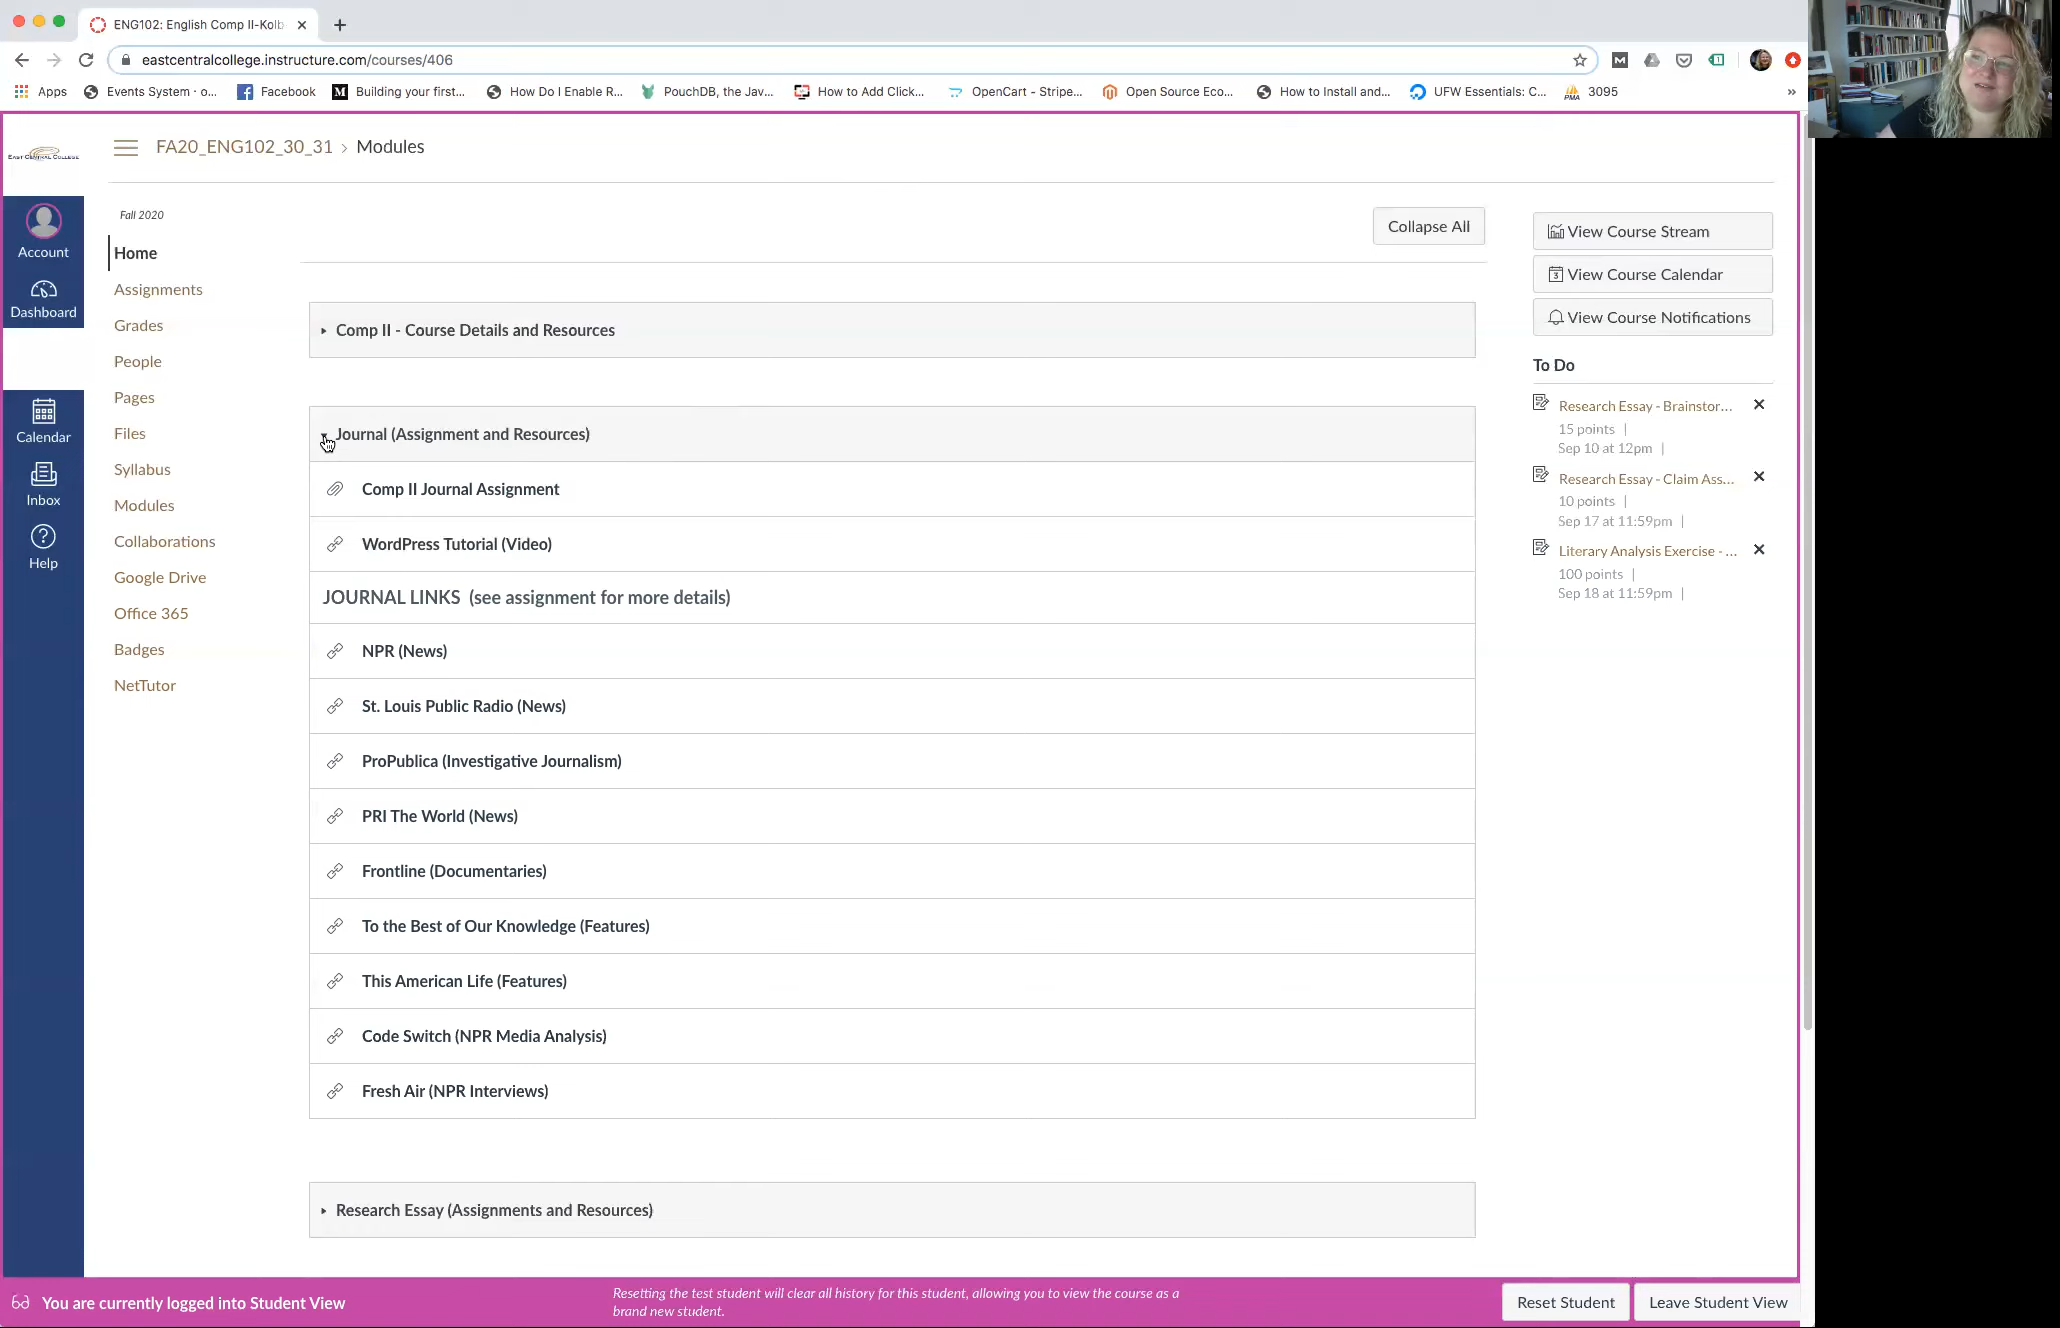 ENG102: English Comp II-Kolb
eastcentralcollege.instructure.com/courses/406
Apps
Events System · o...
Facebook
Building your first...
How Do I Enable R...
PouchDB, the Jav...
How to Add Click...
OpenCart - Stripe...
Open Source Eco...
How to Install and...
UFW Essentials: C...
3095
EAST CENTRAL COLLEGE
FA20_ENG102_30_31 › Modules
Account
Dashboard
Calendar
Inbox
Help
Fall 2020
Home
Assignments
Grades
People
Pages
Files
Syllabus
Modules
Collaborations
Google Drive
Office 365
Badges
NetTutor
Collapse All
Comp II - Course Details and Resources
Journal (Assignment and Resources)
Comp II Journal Assignment
WordPress Tutorial (Video)
JOURNAL LINKS (see assignment for more details)
NPR (News)
St. Louis Public Radio (News)
ProPublica (Investigative Journalism)
PRI The World (News)
Frontline (Documentaries)
To the Best of Our Knowledge (Features)
This American Life (Features)
Code Switch (NPR Media Analysis)
Fresh Air (NPR Interviews)
Research Essay (Assignments and Resources)
View Course Stream
View Course Calendar
View Course Notifications
To Do
Research Essay - Brainstor...
15 points |
Sep 10 at 12pm |
Research Essay - Claim Ass...
10 points |
Sep 17 at 11:59pm |
Literary Analysis Exercise - ...
100 points |
Sep 18 at 11:59pm |
You are currently logged into Student View
Resetting the test student will clear all history for this student, allowing you to view the course as a
brand new student.
Reset Student
Leave Student View